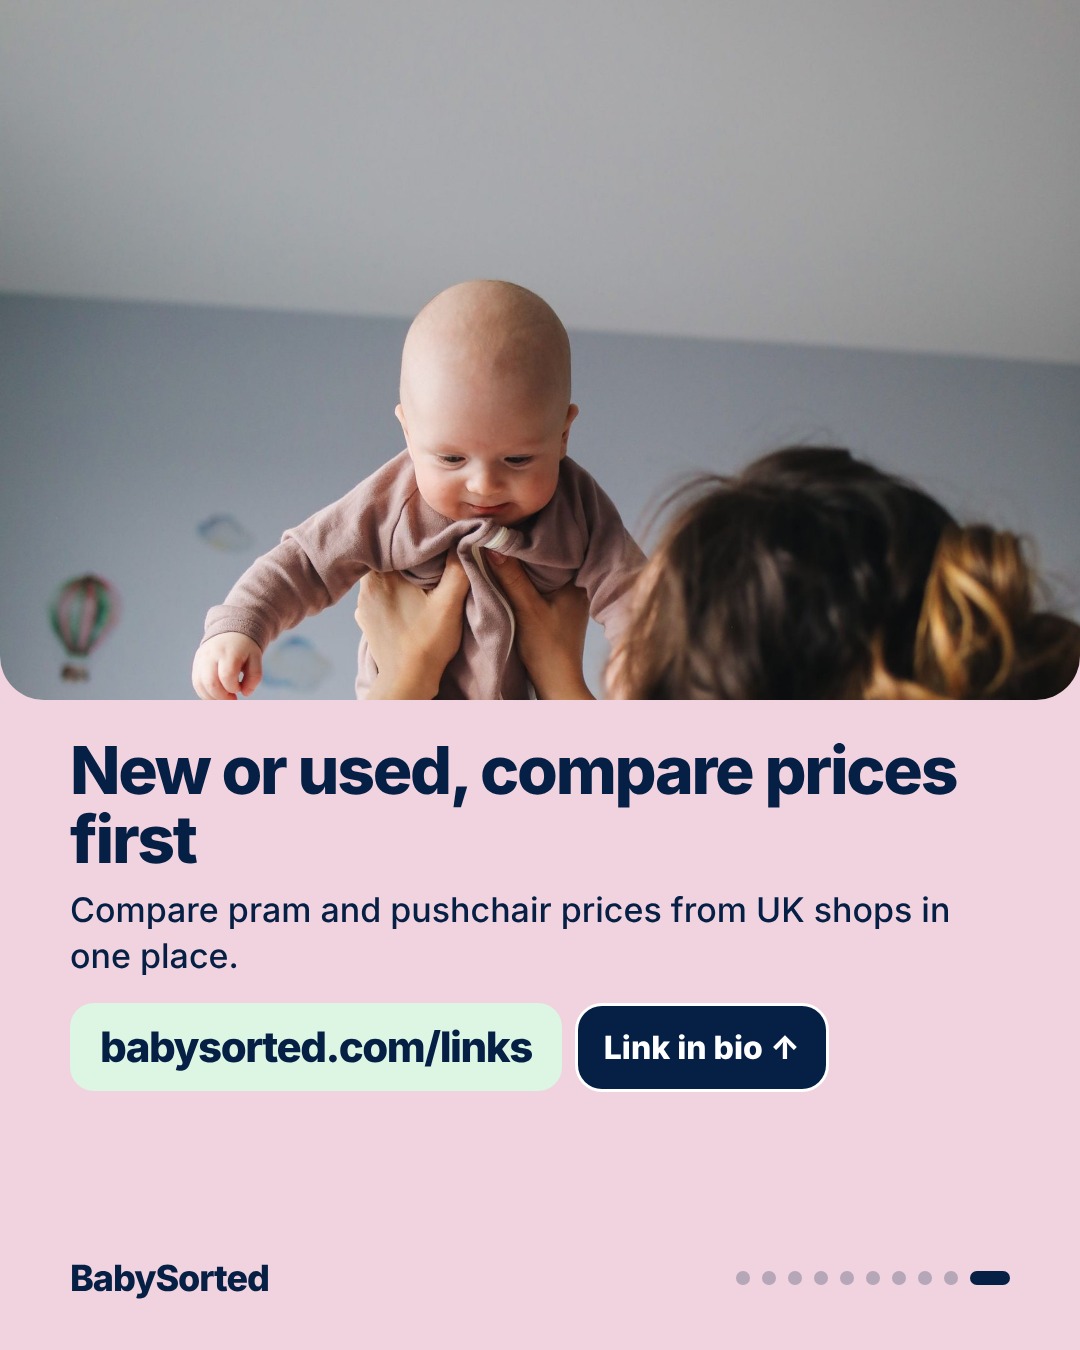 New or used, compare prices
first
Compare pram and pushchair prices from UK shops in
one place.
babysorted.com/links
Link in bio ↑
BabySorted